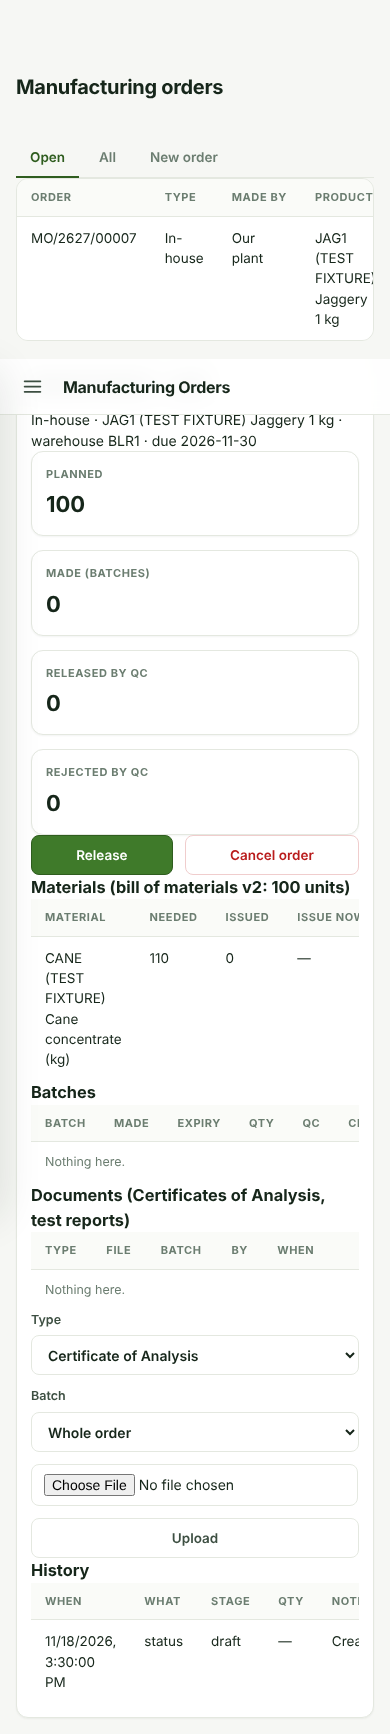 Manufacturing orders
Open All New order
ORDER TYPE MADE BY PRODUCT
MO/2627/00007 In-house Our plant JAG1 (TEST FIXTURE) Jaggery 1 kg
Manufacturing Orders
In-house · JAG1 (TEST FIXTURE) Jaggery 1 kg ·
warehouse BLR1 · due 2026-11-30
PLANNED
100
MADE (BATCHES)
0
RELEASED BY QC
0
REJECTED BY QC
0
Release Cancel order
Materials (bill of materials v2: 100 units)
MATERIAL NEEDED ISSUED ISSUE NOW
CANE (TEST FIXTURE) Cane concentrate (kg) 110 0 —
Batches
BATCH MADE EXPIRY QTY QC
Nothing here.
Documents (Certificates of Analysis,
test reports)
TYPE FILE BATCH BY WHEN
Nothing here.
Type
Certificate of Analysis
Batch
Whole order
Choose File No file chosen
Upload
History
WHEN WHAT STAGE QTY
11/18/2026, 3:30:00 PM status draft —